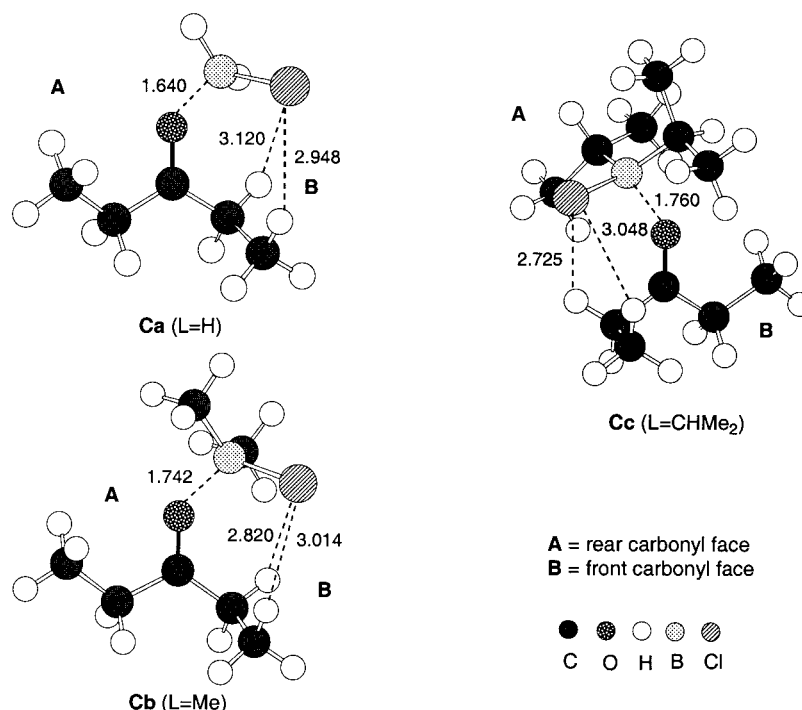 A
1.640
3.120
2.948
B
Ca (L=H)
A
1.760
3.048
2.725
B
Cc (L=CHMe₂)
A
1.742
2.820
3.014
B
Cb (L=Me)
A = rear carbonyl face
B = front carbonyl face
C O H B Cl